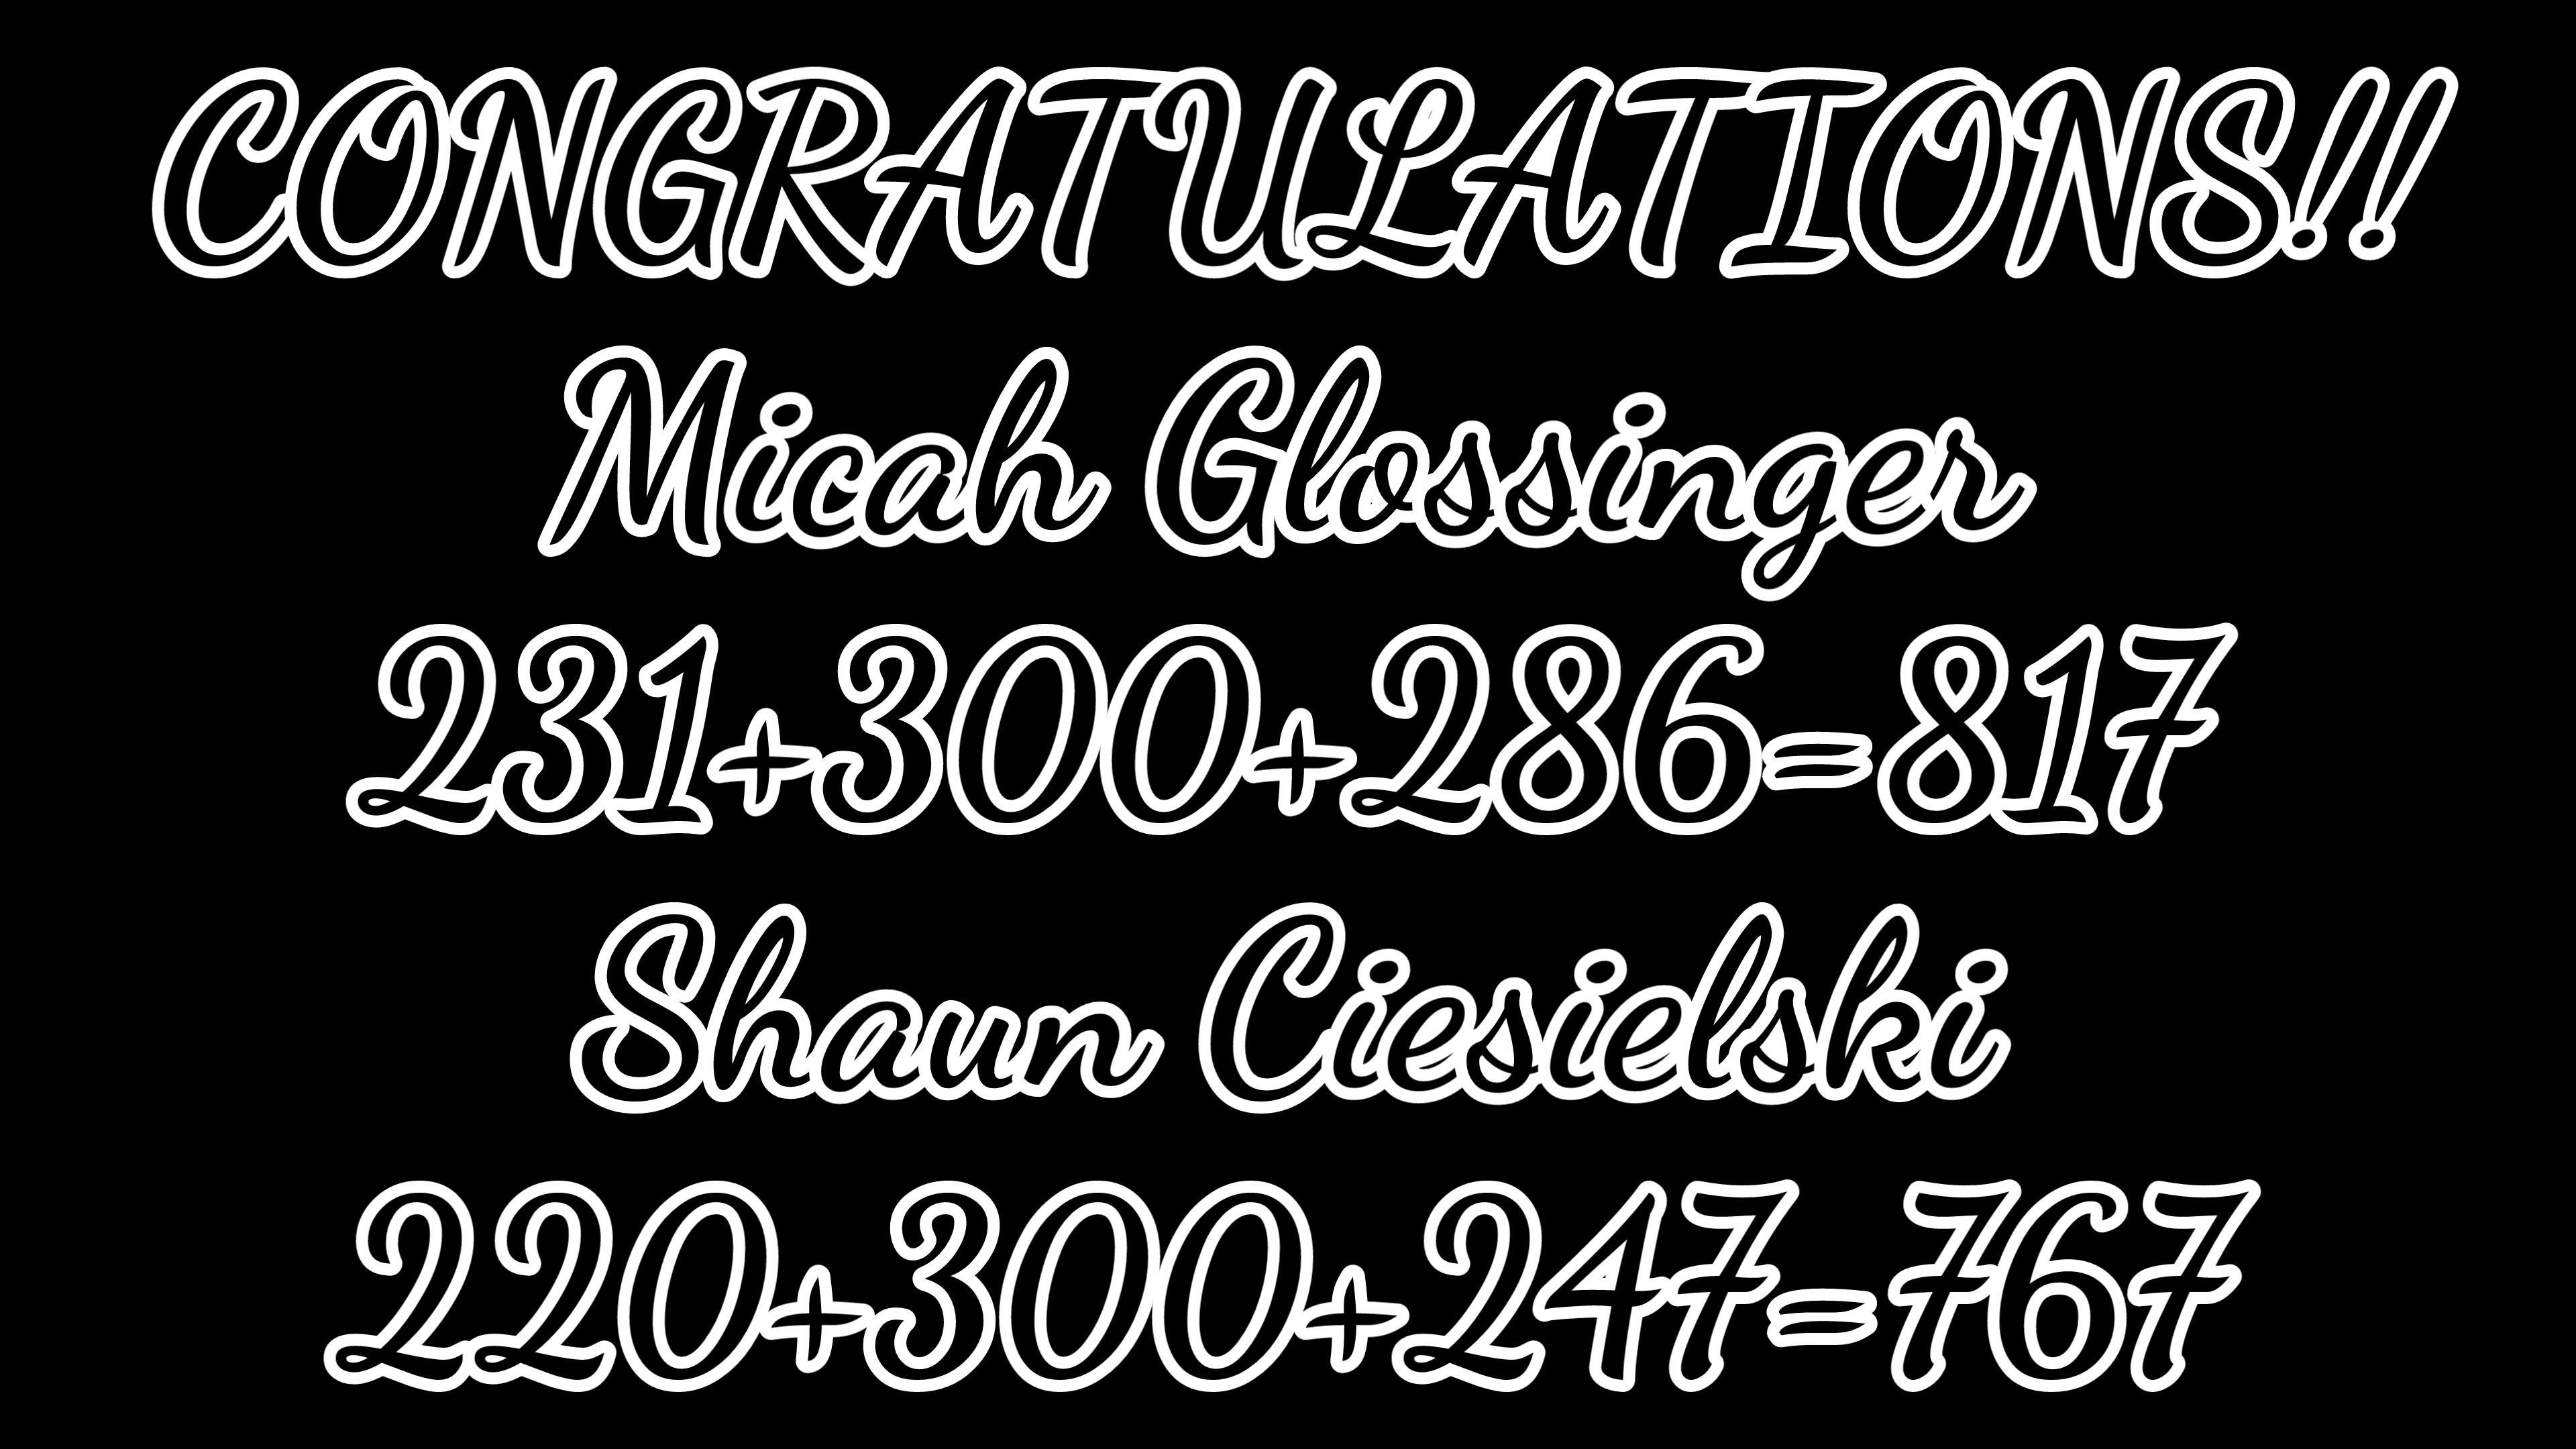 CONGRATULATIONS!!
Micah Glossinger
231+300+286=817
Shaun Ciesielski
220+300+247=767